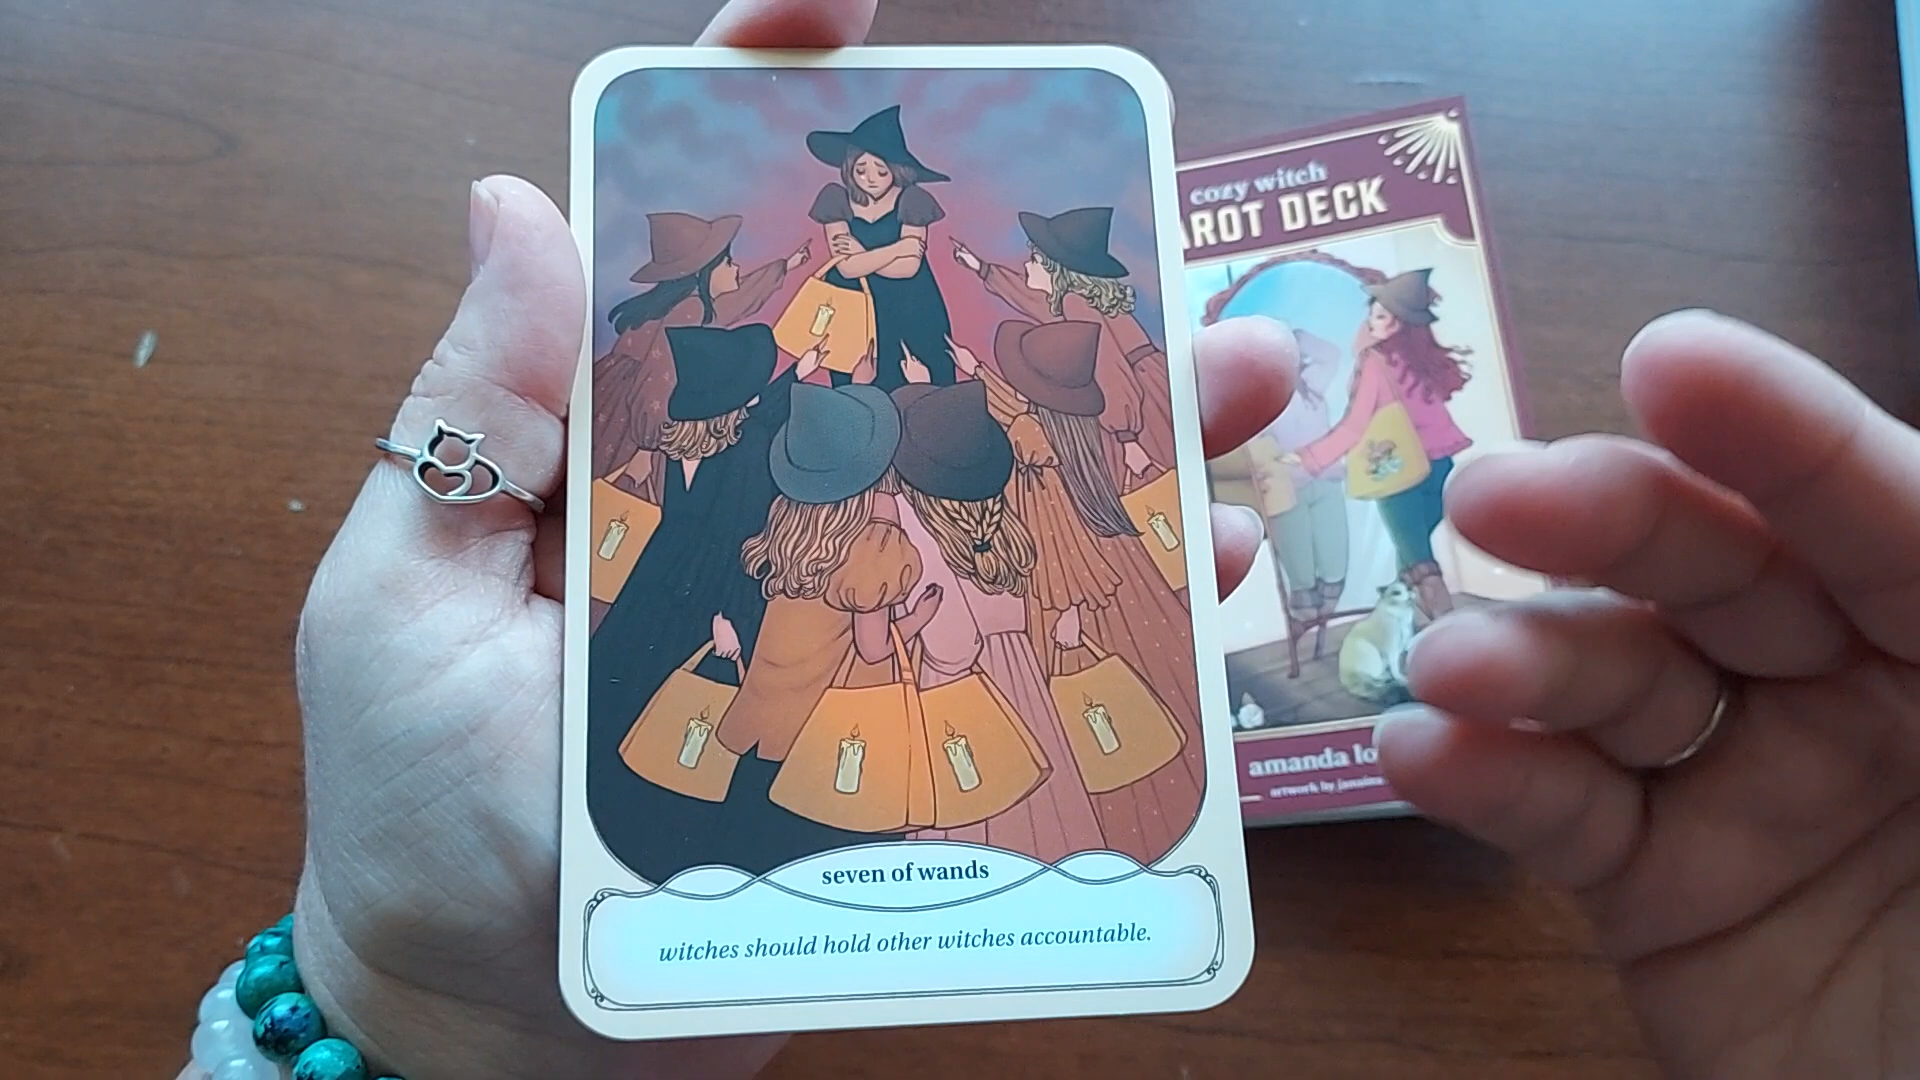 seven of wands
witches should hold other witches accountable.
cozy witch
AROT DECK
amanda lo
artwork by